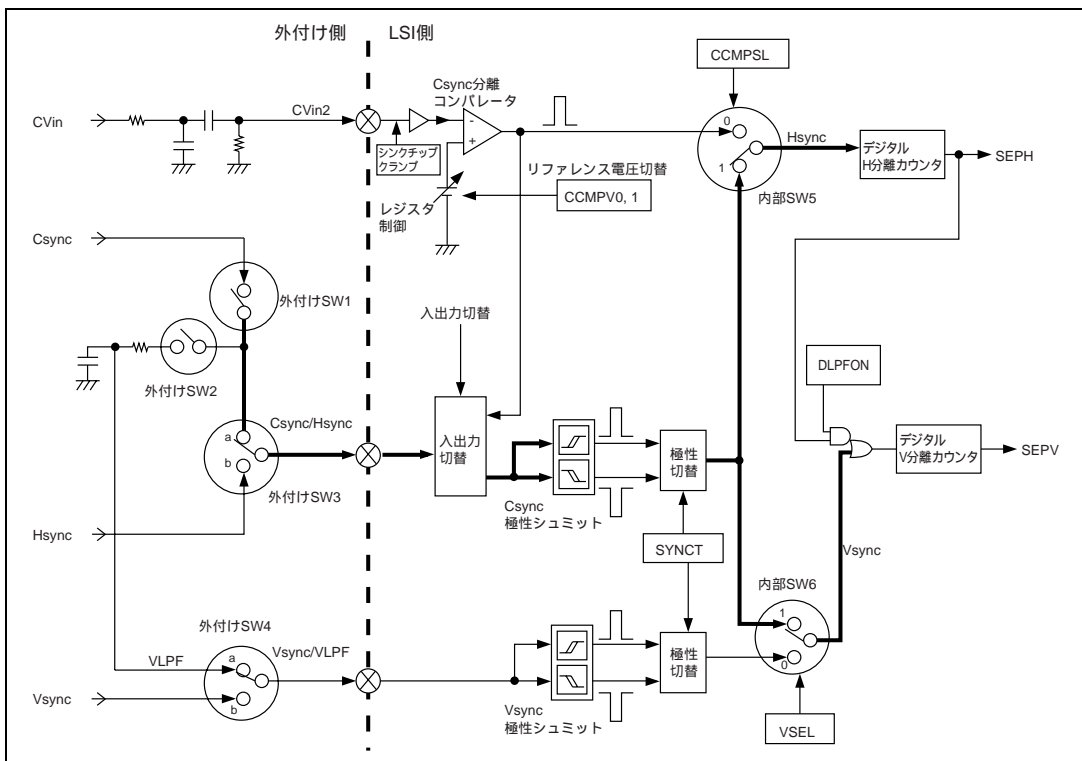 外付け側
LSI側
CVin
CVin2
Csync分離
コンパレータ
-
+
シンクチップ
クランプ
レジスタ
制御
リファレンス電圧切替
CCMPV0, 1
CCMPSL
0
1
Hsync
内部SW5
デジタル
H分離カウンタ
SEPH
Csync
外付けSW1
外付けSW2
入出力切替
DLPFON
a
b
Csync/Hsync
外付けSW3
入出力
切替
Csync
極性シュミット
極性
切替
デジタル
V分離カウンタ
SEPV
Hsync
SYNCT
Vsync
内部SW6
1
0
外付けSW4
VLPF
a
b
Vsync/VLPF
Vsync
Vsync
極性シュミット
極性
切替
VSEL